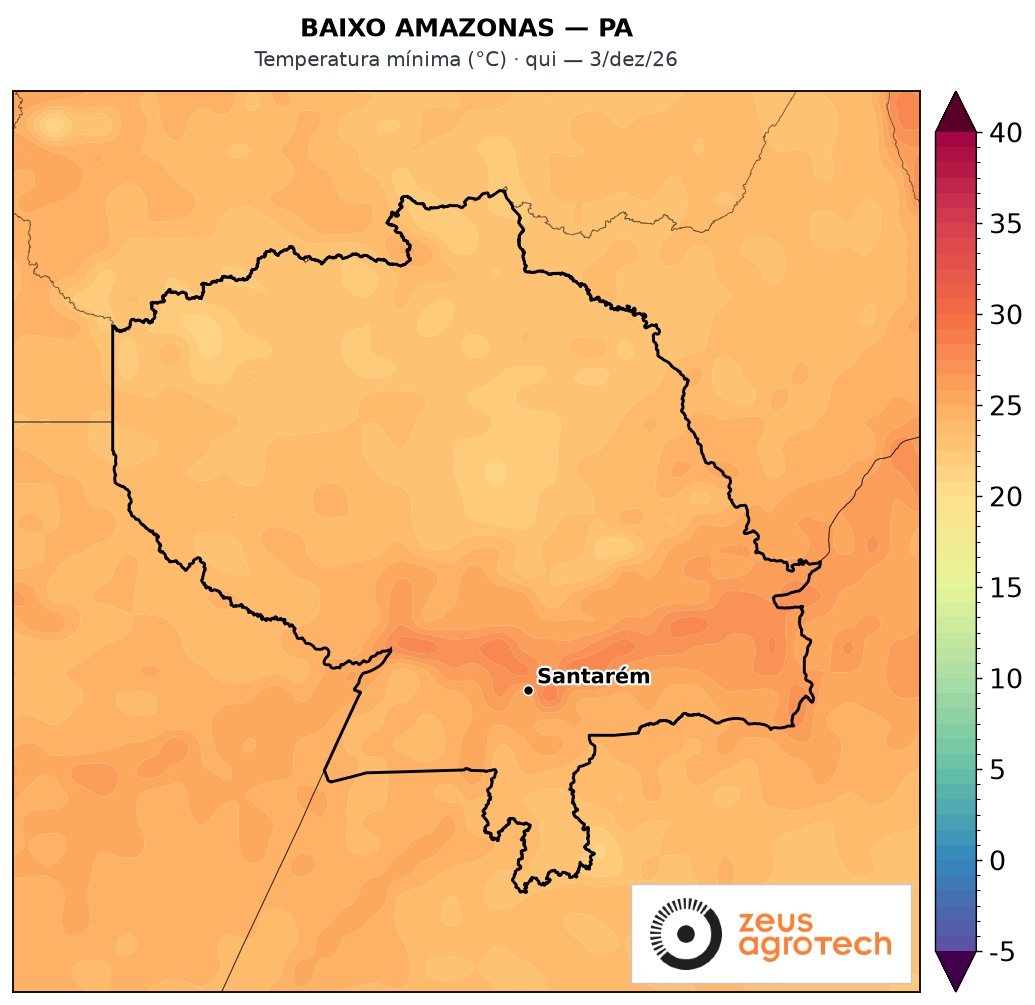 BAIXO AMAZONAS — PA
Temperatura mínima (°C) · qui — 3/dez/26
40
35
30
25
20
15
10
5
0
-5
Santarém
zeus
agrotech